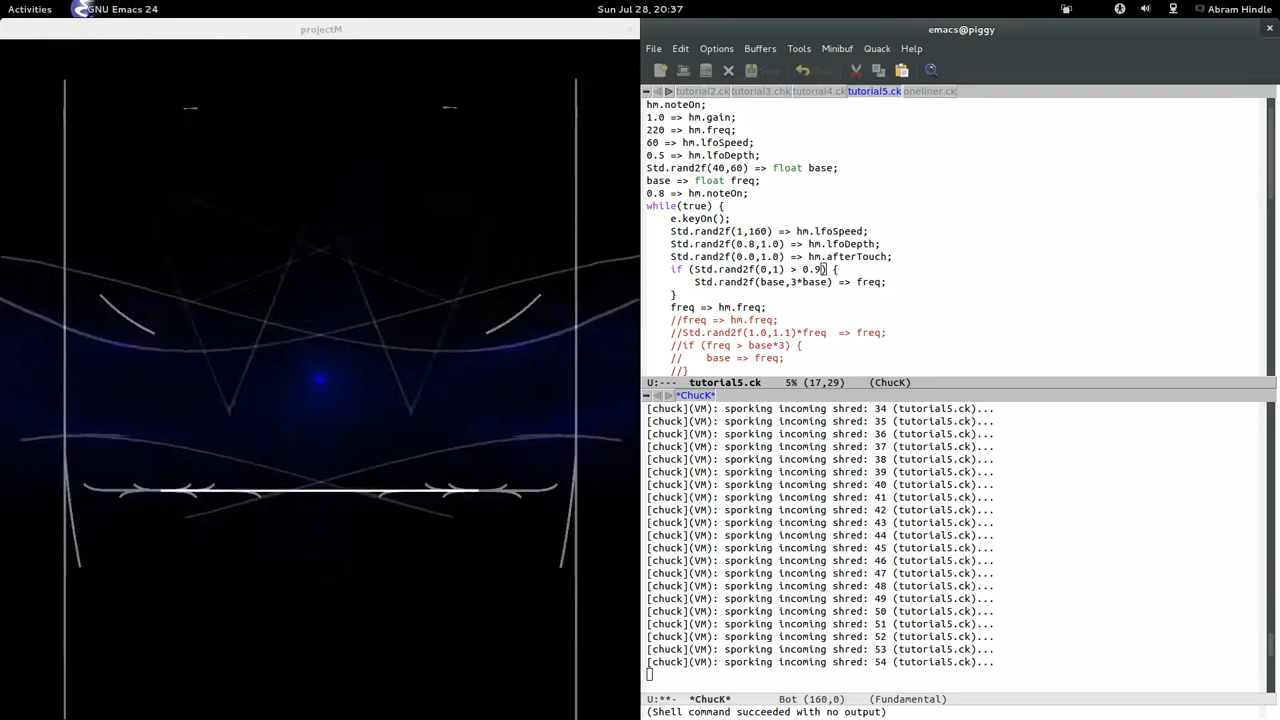 Activities GNU Emacs 24 Sun Jul 28, 20:37 Abram Hindle
projectM
emacs@piggy
File Edit Options Buffers Tools Minibuf Quack Help
Save Undo
tutorial2.ck tutorial3.chk tutorial4.ck tutorial5.ck oneliner.ck
hm.noteOn;
1.0 => hm.gain;
220 => hm.freq;
60 => hm.lfoSpeed;
0.5 => hm.lfoDepth;
Std.rand2f(40,60) => float base;
base => float freq;
0.8 => hm.noteOn;
while(true) {
e.keyOn();
Std.rand2f(1,160) => hm.lfoSpeed;
Std.rand2f(0.8,1.0) => hm.lfoDepth;
Std.rand2f(0.0,1.0) => hm.afterTouch;
if (Std.rand2f(0,1) > 0.9) {
Std.rand2f(base,3*base) => freq;
}
freq => hm.freq;
//freq => hm.freq;
//Std.rand2f(1.0,1.1)*freq  => freq;
//if (freq > base*3) {
//    base => freq;
//}
U:--- tutorial5.ck 5% (17,29) (ChucK)
*ChucK*
[chuck](VM): sporking incoming shred: 34 (tutorial5.ck)...
[chuck](VM): sporking incoming shred: 35 (tutorial5.ck)...
[chuck](VM): sporking incoming shred: 36 (tutorial5.ck)...
[chuck](VM): sporking incoming shred: 37 (tutorial5.ck)...
[chuck](VM): sporking incoming shred: 38 (tutorial5.ck)...
[chuck](VM): sporking incoming shred: 39 (tutorial5.ck)...
[chuck](VM): sporking incoming shred: 40 (tutorial5.ck)...
[chuck](VM): sporking incoming shred: 41 (tutorial5.ck)...
[chuck](VM): sporking incoming shred: 42 (tutorial5.ck)...
[chuck](VM): sporking incoming shred: 43 (tutorial5.ck)...
[chuck](VM): sporking incoming shred: 44 (tutorial5.ck)...
[chuck](VM): sporking incoming shred: 45 (tutorial5.ck)...
[chuck](VM): sporking incoming shred: 46 (tutorial5.ck)...
[chuck](VM): sporking incoming shred: 47 (tutorial5.ck)...
[chuck](VM): sporking incoming shred: 48 (tutorial5.ck)...
[chuck](VM): sporking incoming shred: 49 (tutorial5.ck)...
[chuck](VM): sporking incoming shred: 50 (tutorial5.ck)...
[chuck](VM): sporking incoming shred: 51 (tutorial5.ck)...
[chuck](VM): sporking incoming shred: 52 (tutorial5.ck)...
[chuck](VM): sporking incoming shred: 53 (tutorial5.ck)...
[chuck](VM): sporking incoming shred: 54 (tutorial5.ck)...
U:**- *ChucK* Bot (160,0) (Fundamental)
(Shell command succeeded with no output)